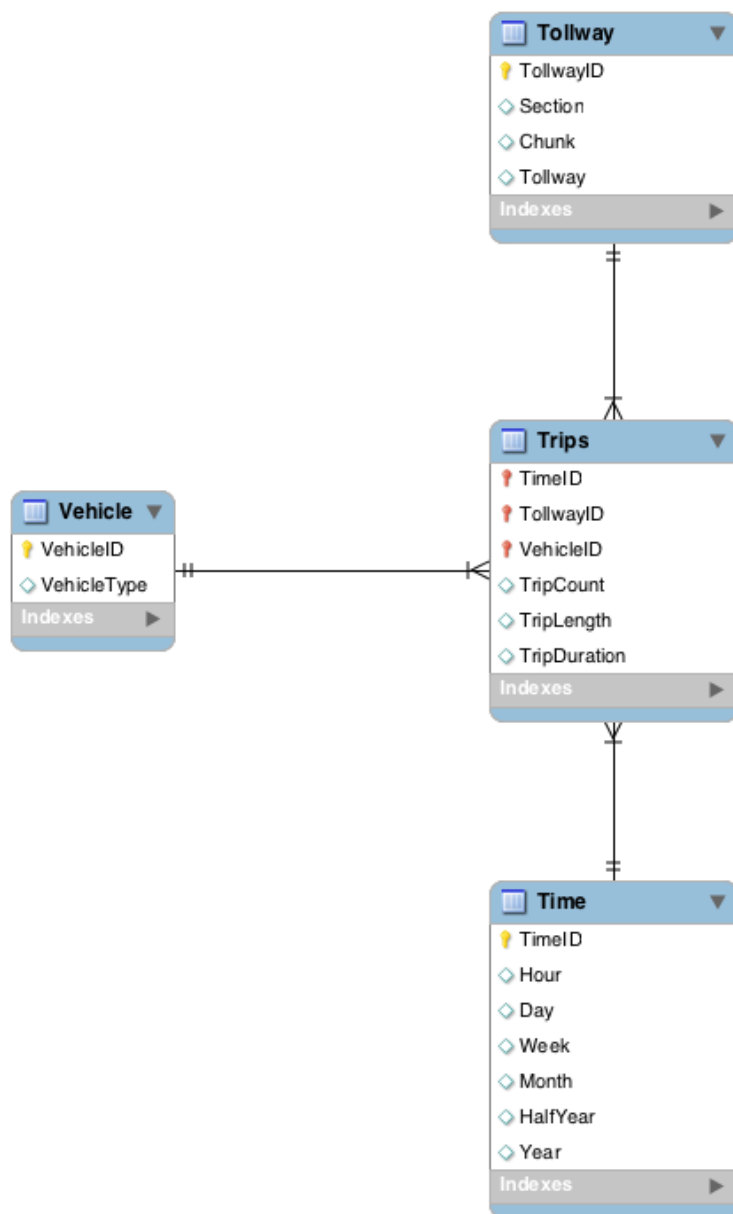 Tollway
TollwayID
Section
Chunk
Tollway
Indexes
Trips
TimeID
TollwayID
VehicleID
TripCount
TripLength
TripDuration
Indexes
Vehicle
VehicleID
VehicleType
Indexes
Time
TimeID
Hour
Day
Week
Month
HalfYear
Year
Indexes